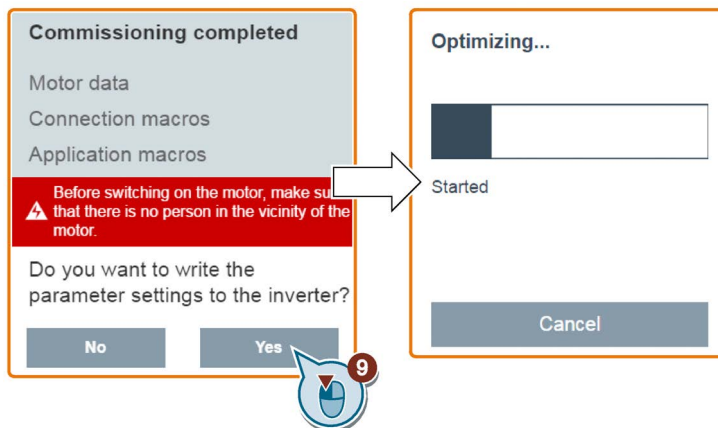 Commissioning completed
Motor data
Connection macros
Application macros
Before switching on the motor, make su
that there is no person in the vicinity of the
motor.
Do you want to write the
parameter settings to the inverter?
No
Yes
9
Optimizing...
Started
Cancel